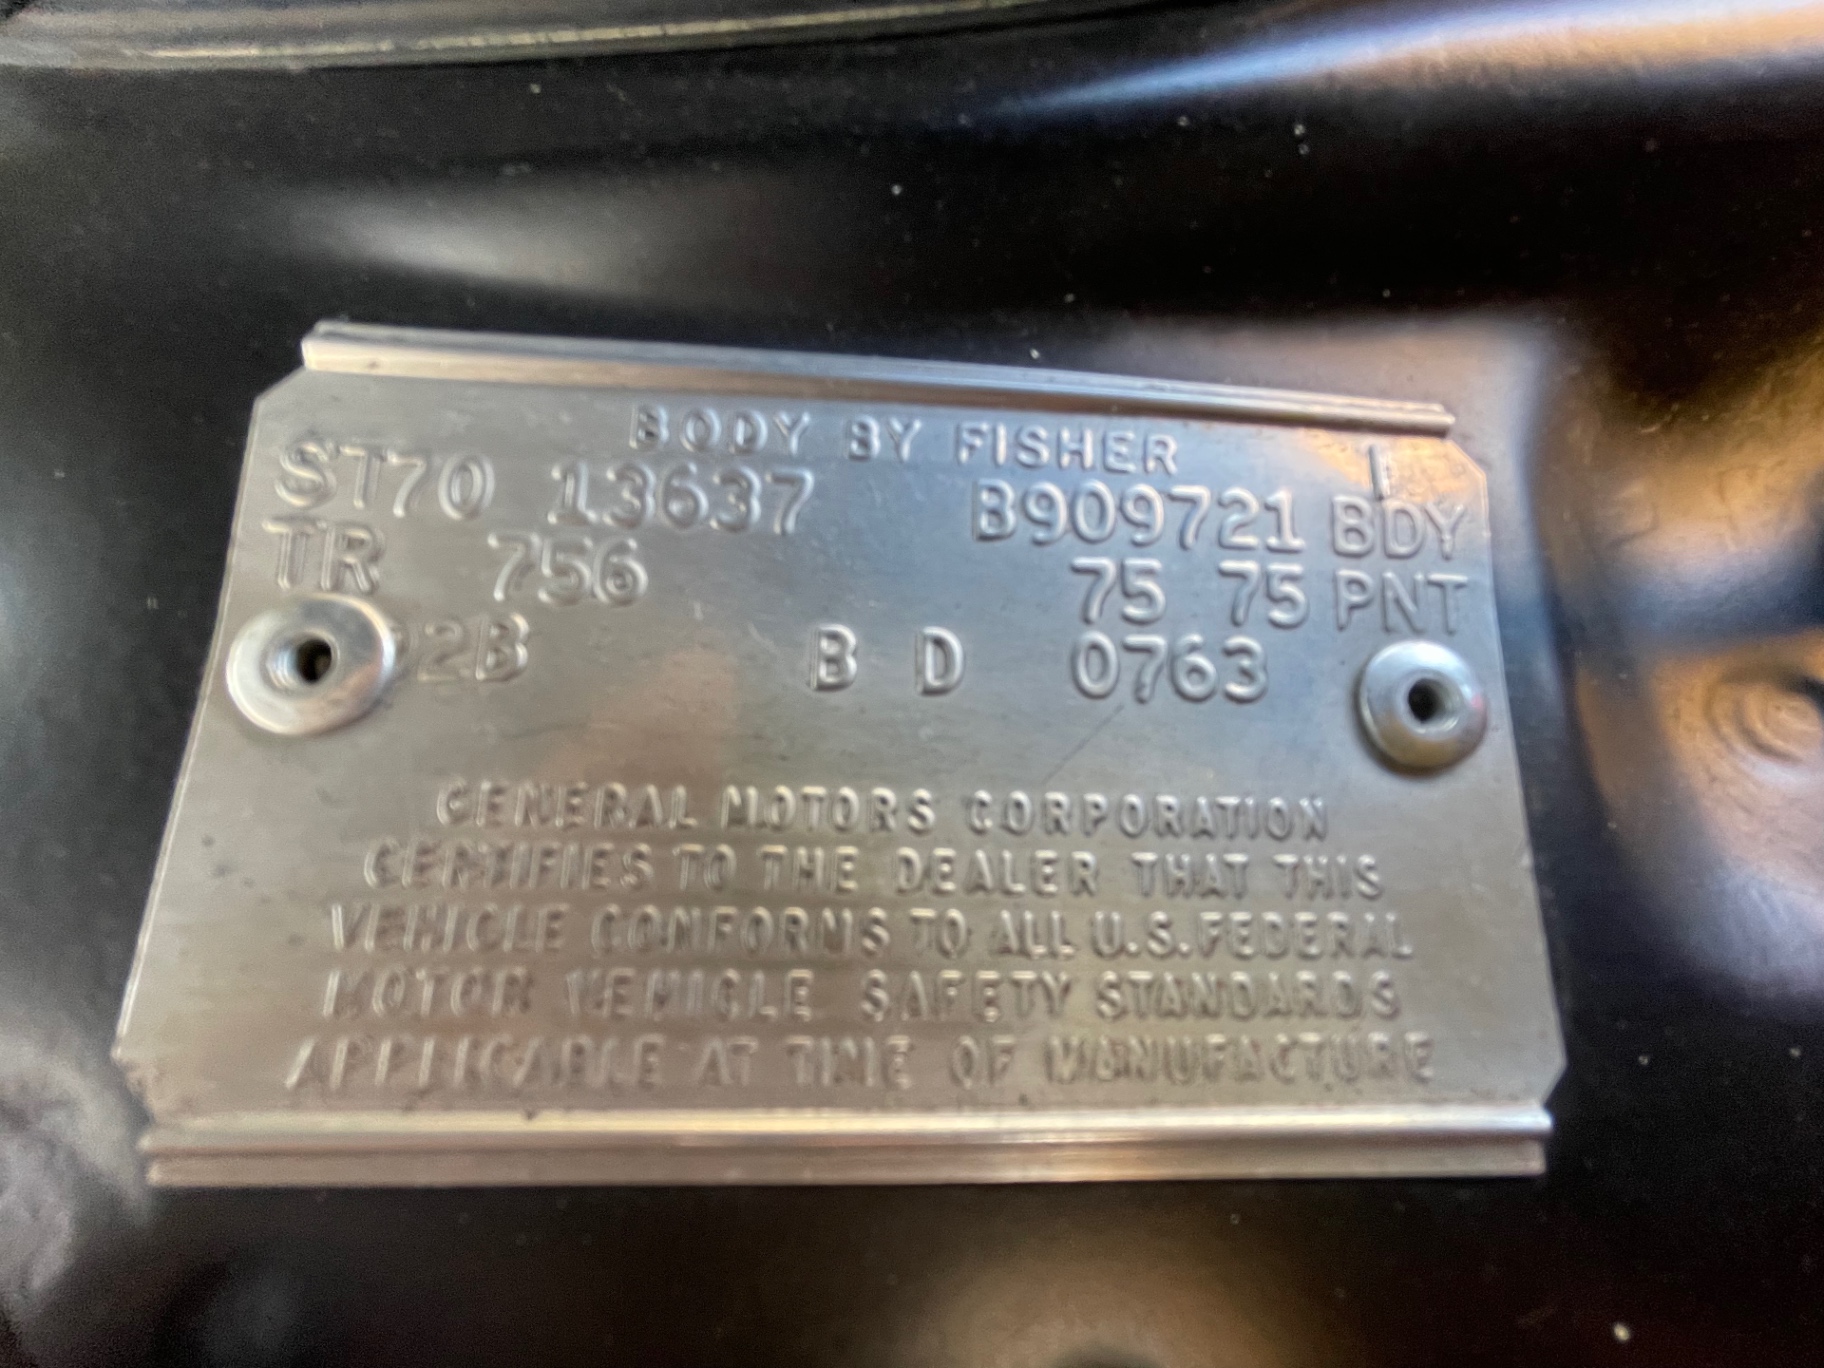 BODY BY FISHER
ST70 13637 B909721 BDY
TR 756 75 75 PNT
2B B D 0763
GENERAL MOTORS CORPORATION
CERTIFIES TO THE DEALER THAT THIS
VEHICLE CONFORMS TO ALL U.S. FEDERAL
MOTOR VEHICLE SAFETY STANDARDS
APPLICABLE AT TIME OF MANUFACTURE